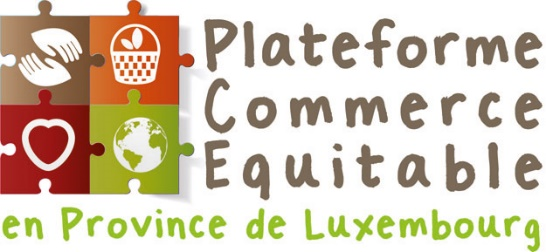 Plateforme
Commerce
Equitable
en Province de Luxembourg